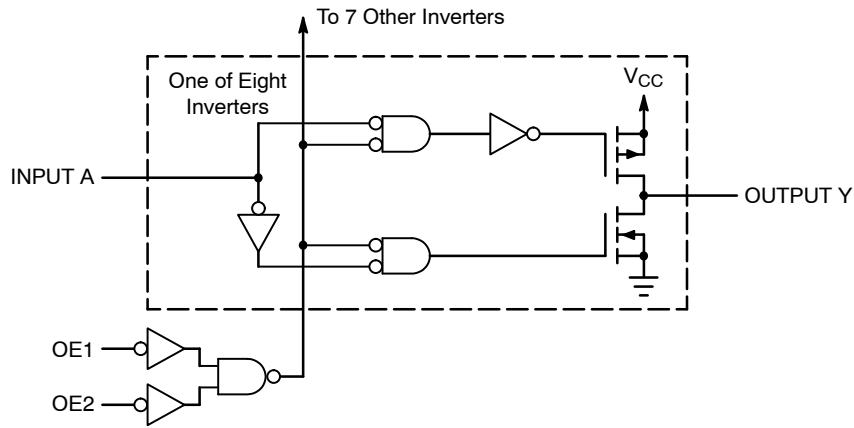 To 7 Other Inverters
One of Eight
Inverters
VCC
INPUT A
OUTPUT Y
OE1
OE2